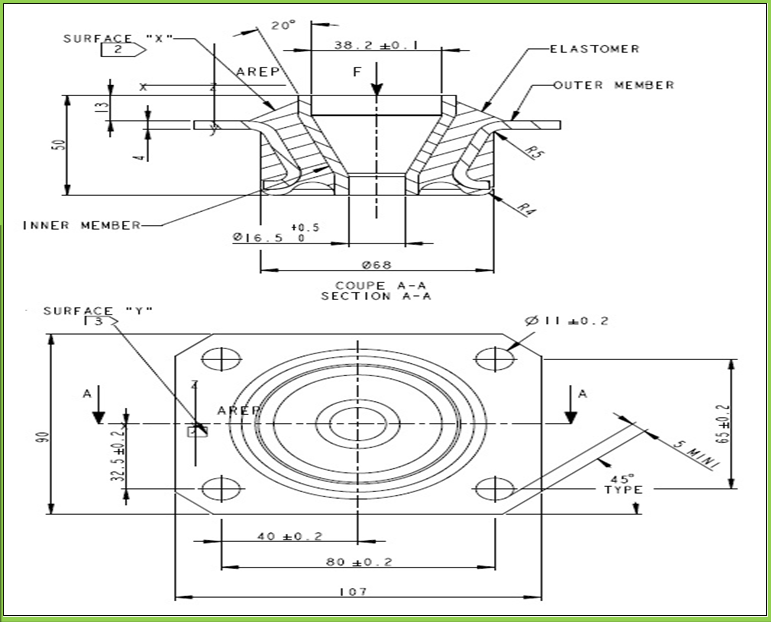 20°
SURFACE "X"
2
38.2 ±0.1
ELASTOMER
AREP
F
X
Z
OUTER MEMBER
13
Y
50
4
R5
INNER MEMBER
R4
Ø16.5 +0.5 0
Ø68
COUPE A-A
SECTION A-A
SURFACE "Y"
3
Ø11 ±0.2
Z
A
AREP
A
90
32.5 ±0.2
65 ±0.2
5 MINI
45°
TYPE
40 ±0.2
80 ±0.2
107